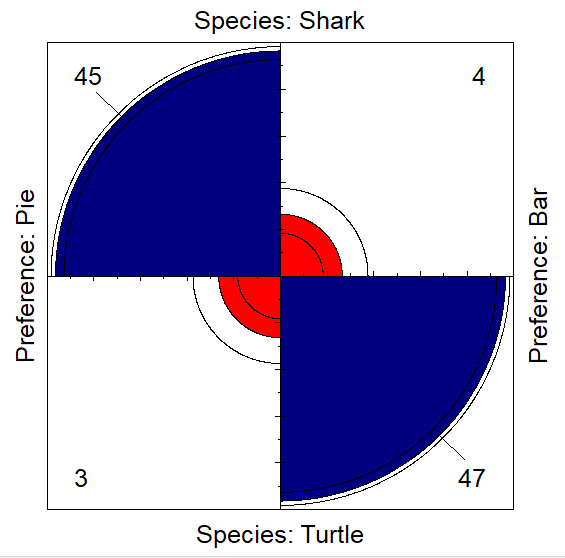 Species: Shark
45
4
Preference: Pie
Preference: Bar
3
47
Species: Turtle